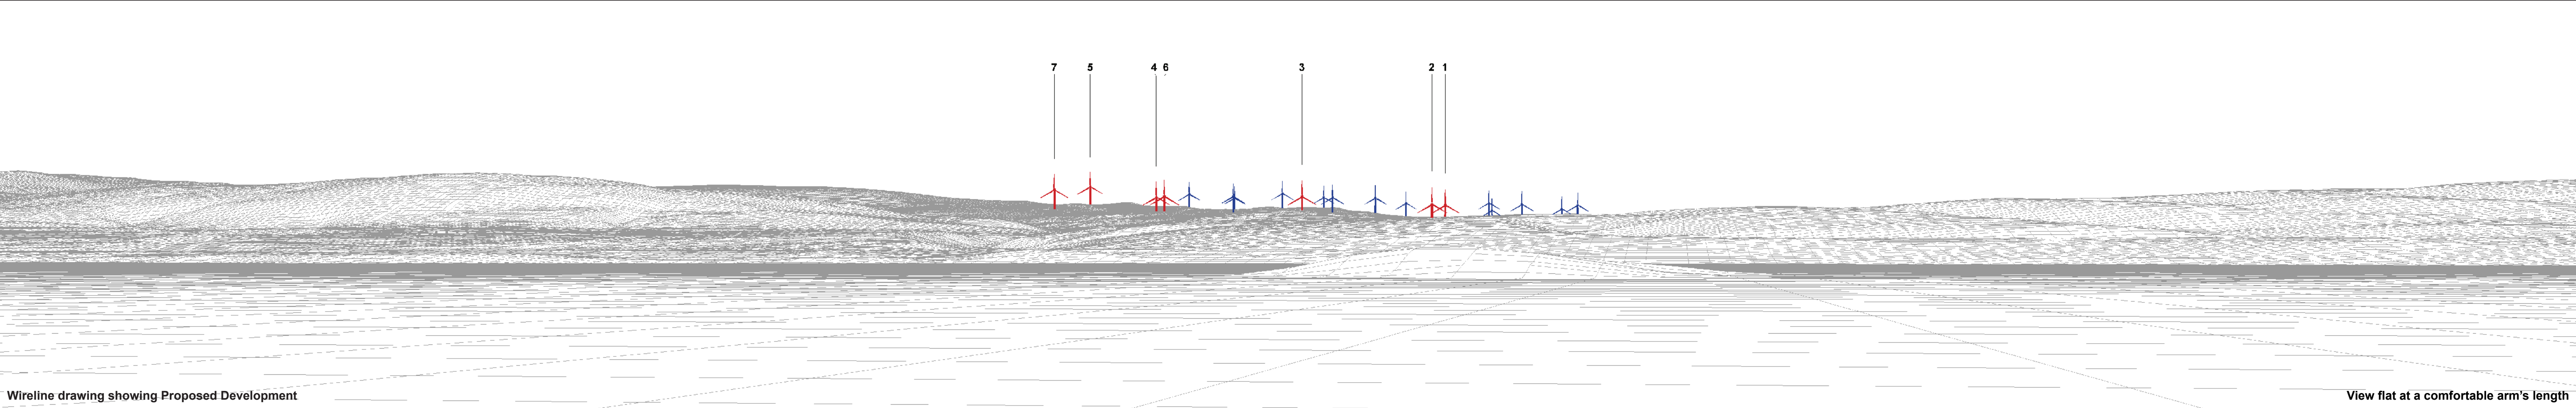 7 5 4 6 3 2 1
Wireline drawing showing Proposed Development
View flat at a comfortable arm's length